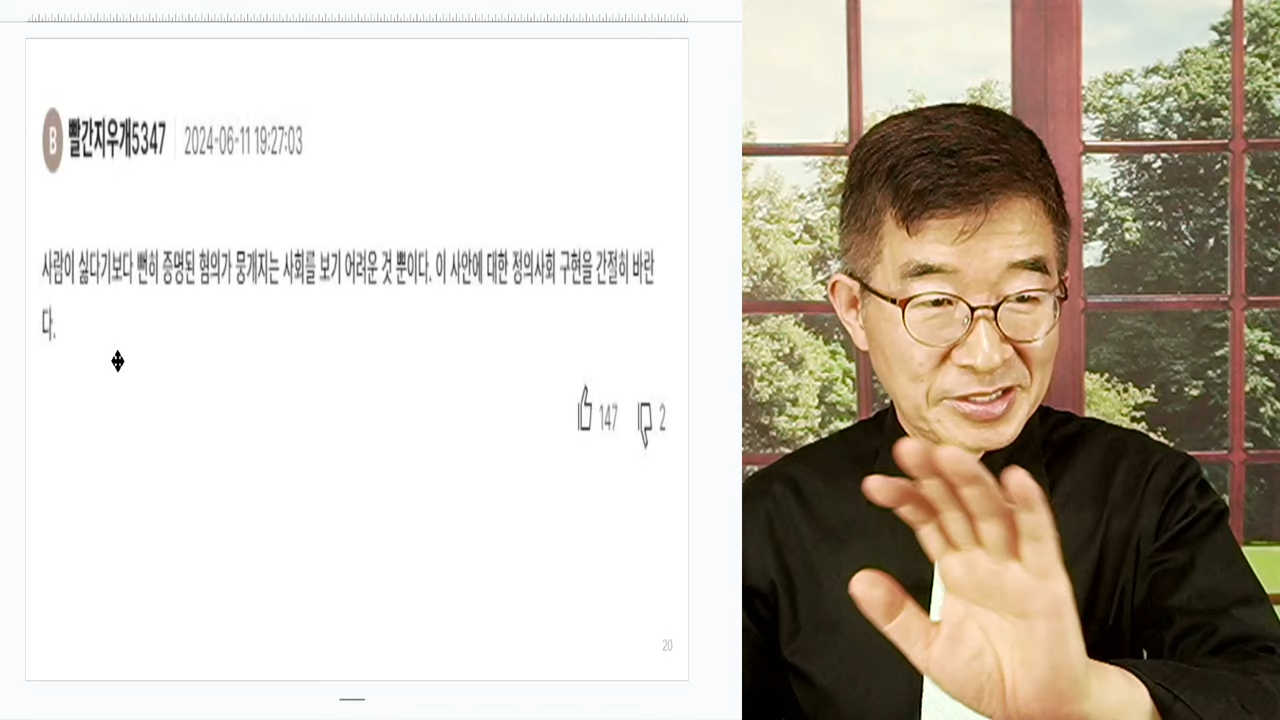 B 빨간지우개5347 2024-06-11 19:27:03
사람이 싫다기보다 뻔히 증명된 혐의가 뭉개지는 사회를 보기 어려운 것 뿐이다. 이 사안에 대한 정의사회 구현을 간절히 바란
다.
147 2
20